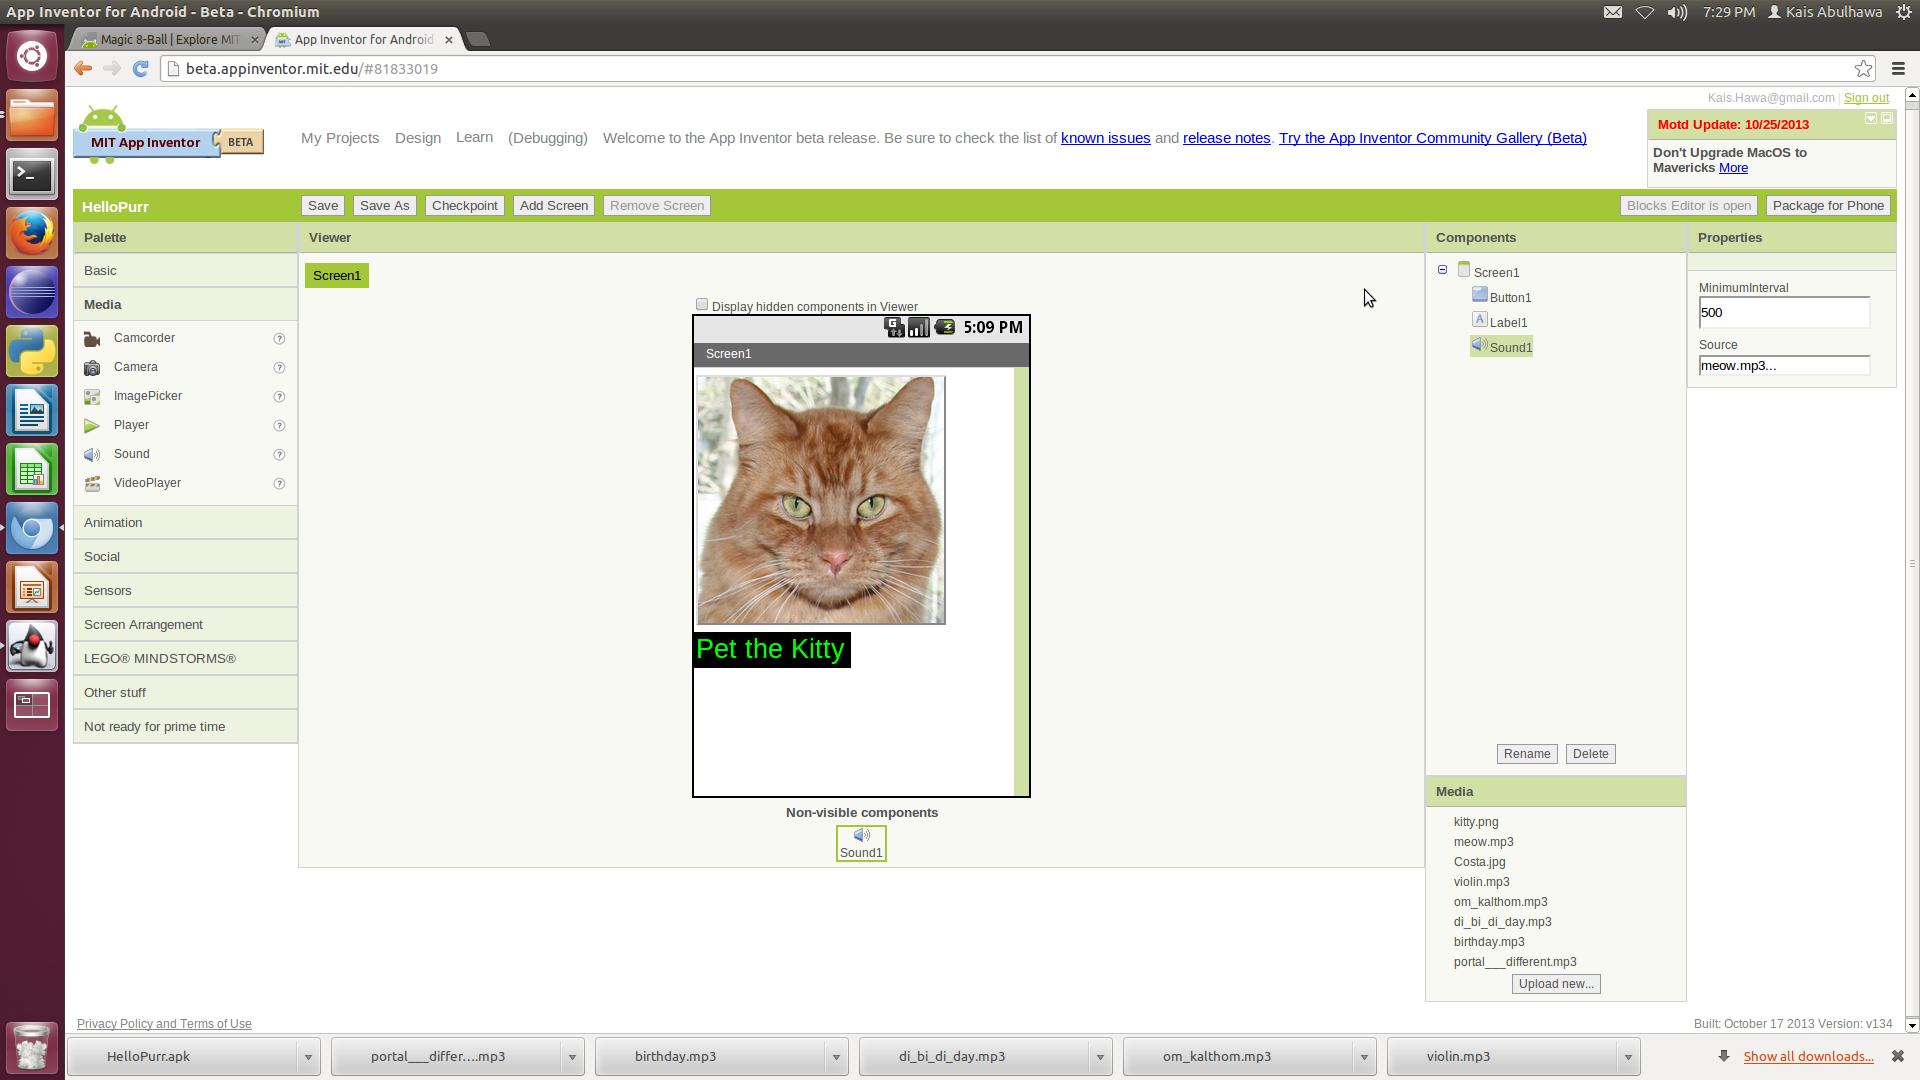 App Inventor for Android - Beta - Chromium
7:29 PM Kais Abulhawa
Magic 8-Ball | Explore MIT
App Inventor for Android
beta.appinventor.mit.edu/#81833019
Kais.Hawa@gmail.com | Sign out
MIT App Inventor BETA
My Projects Design Learn (Debugging) Welcome to the App Inventor beta release. Be sure to check the list of known issues and release notes. Try the App Inventor Community Gallery (Beta)
Motd Update: 10/25/2013
Don't Upgrade MacOS to
Mavericks More
HelloPurr
Save Save As Checkpoint Add Screen Remove Screen
Blocks Editor is open Package for Phone
Palette
Basic
Media
Camcorder ?
Camera ?
ImagePicker ?
Player ?
Sound ?
VideoPlayer ?
Animation
Social
Sensors
Screen Arrangement
LEGO® MINDSTORMS®
Other stuff
Not ready for prime time
Viewer
Screen1
Display hidden components in Viewer
5:09 PM
Screen1
Pet the Kitty
Non-visible components
Sound1
Components
Screen1
Button1
Label1
Sound1
Rename Delete
Media
kitty.png
meow.mp3
Costa.jpg
violin.mp3
om_kalthom.mp3
di_bi_di_day.mp3
birthday.mp3
portal___different.mp3
Upload new...
Properties
MinimumInterval
500
Source
meow.mp3...
Privacy Policy and Terms of Use
Built: October 17 2013 Version: v134
HelloPurr.apk
portal___differ....mp3
birthday.mp3
di_bi_di_day.mp3
om_kalthom.mp3
violin.mp3
Show all downloads...